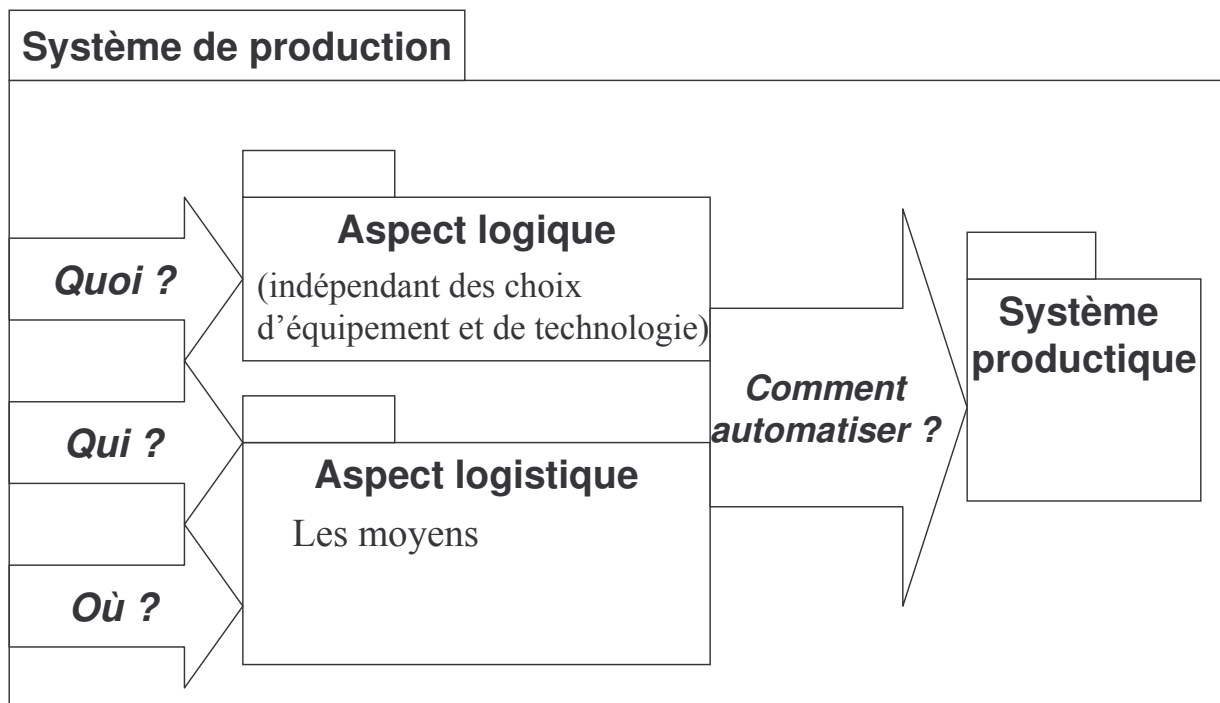 Système de production
Quoi ?
Aspect logique
(indépendant des choix
d’équipement et de technologie)
Qui ?
Aspect logistique
Les moyens
Où ?
Comment
automatiser ?
Système
productique